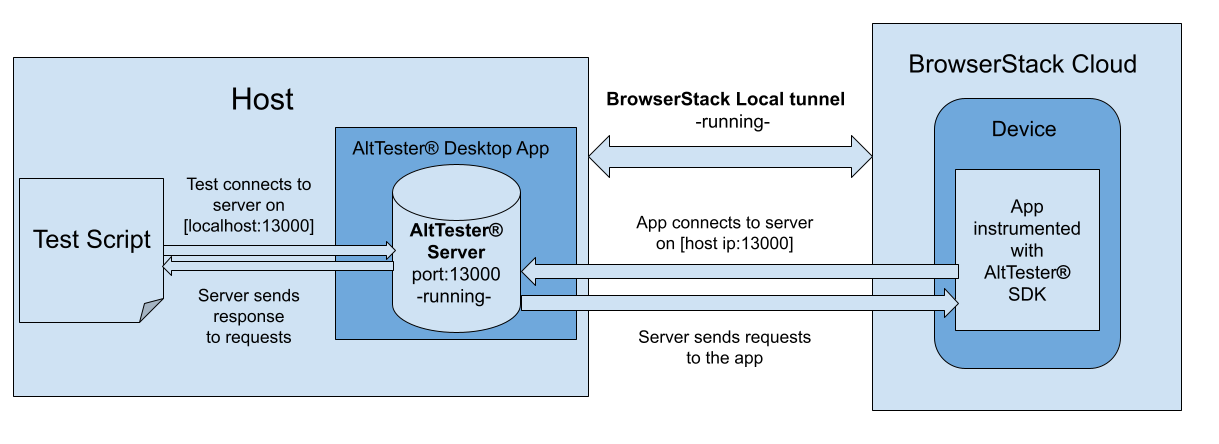 Host
AltTester® Desktop App
Test Script
Test connects to
server on
[localhost:13000]
Server sends
response
to requests
AltTester®
Server
port:13000
-running-
BrowserStack Local tunnel
-running-
App connects to server
on [host ip:13000]
Server sends requests
to the app
BrowserStack Cloud
Device
App
instrumented
with
AltTester®
SDK